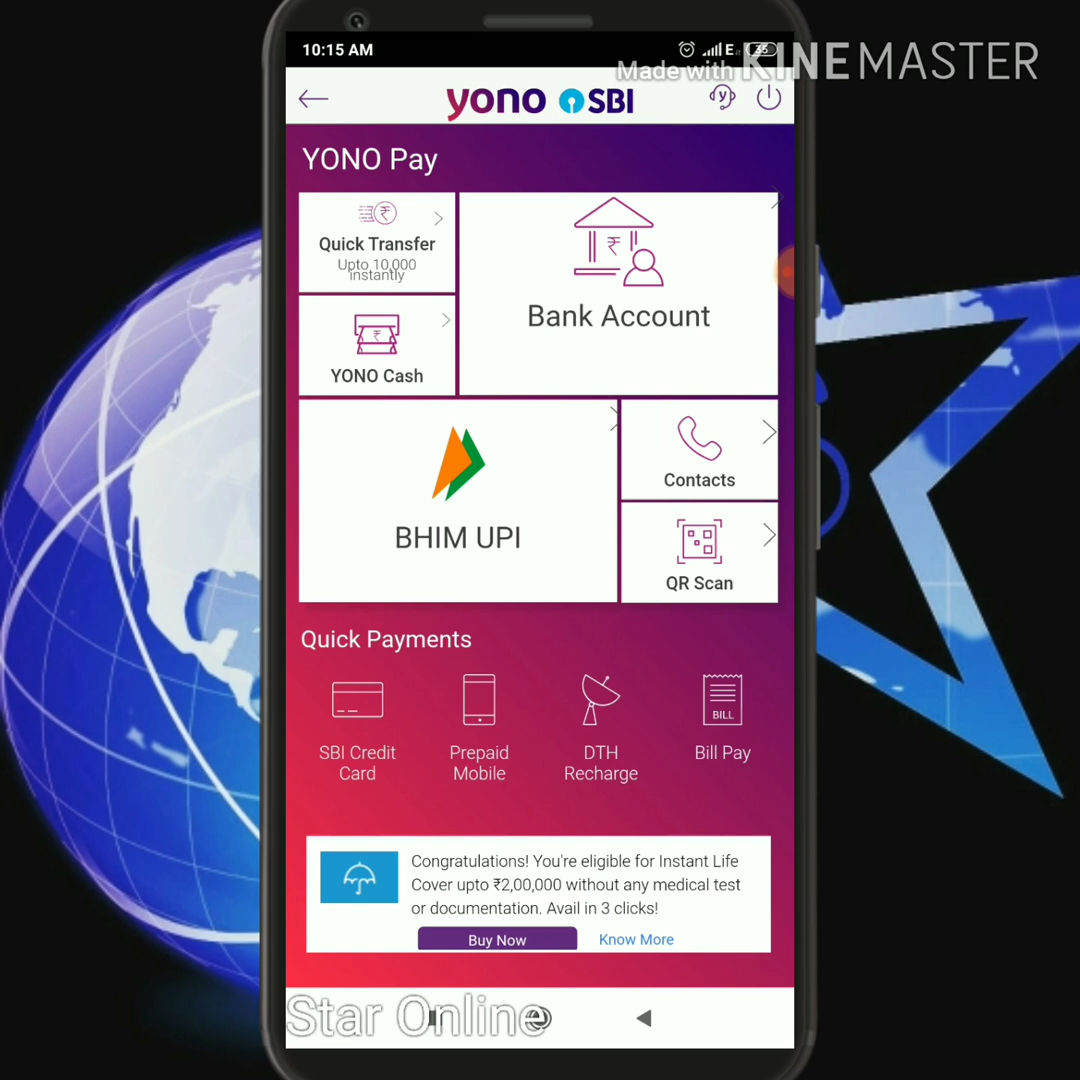 10:15 AM
E
35
Made with KINEMASTER
yono SBI
y
YONO Pay
Quick Transfer
Upto 10,000
instantly
₹
Bank Account
YONO Cash
BHIM UPI
Contacts
QR Scan
Quick Payments
BILL
SBI Credit
Card
Prepaid
Mobile
DTH
Recharge
Bill Pay
Congratulations! You're eligible for Instant Life
Cover upto ₹2,00,000 without any medical test
or documentation. Avail in 3 clicks!
Buy Now
Know More
Star Online